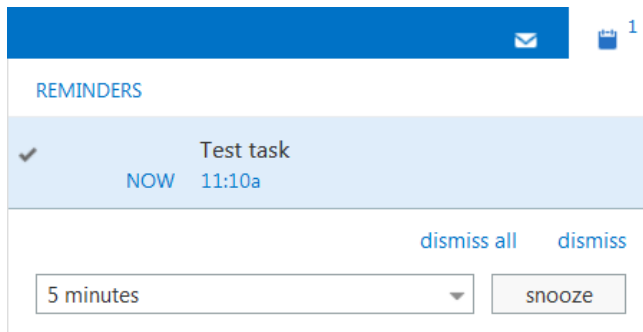 1
REMINDERS
Test task
NOW 11:10a
dismiss all dismiss
5 minutes snooze